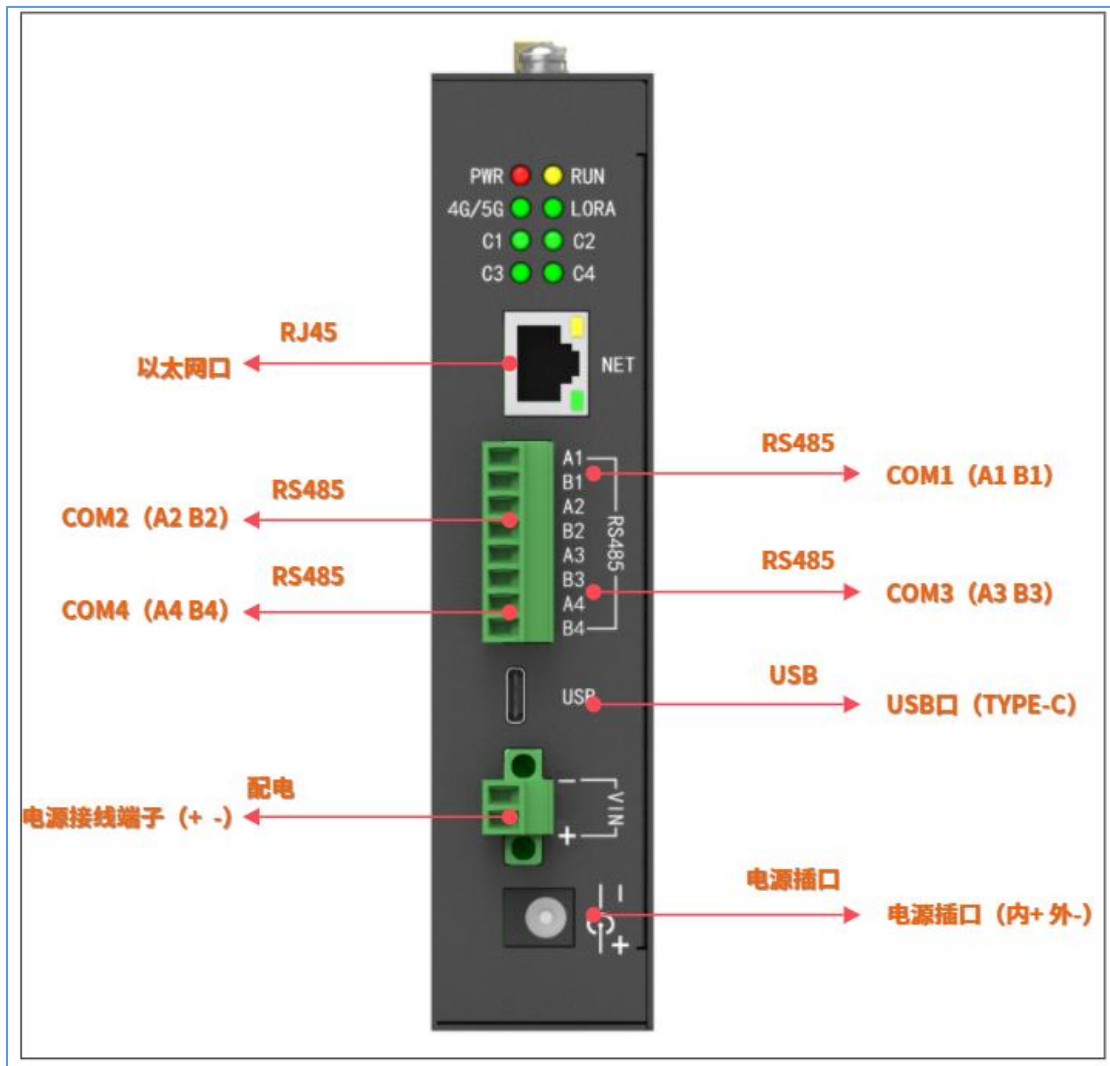 PWR RUN
4G/5G LORA
C1 C2
C3 C4
RJ45
以太网口
NET
A1
B1
A2
B2
A3
B3
A4
B4
RS485
RS485
COM1（A1 B1）
RS485
COM2（A2 B2）
RS485
COM3（A3 B3）
RS485
COM4（A4 B4）
USB
USB
USB口（TYPE-C）
配电
电源接线端子（+ -）
-
+
VIN
电源插口
电源插口（内+ 外-）
-
+